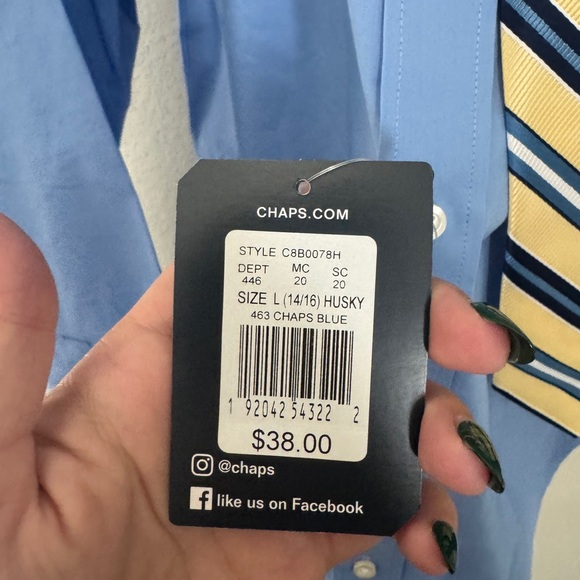 CHAPS.COM
STYLE C8B0078H
DEPT MC SC
446 20 20
SIZE L (14/16) HUSKY
463 CHAPS BLUE
1 92042 54322 2
$38.00
@chaps
f like us on Facebook